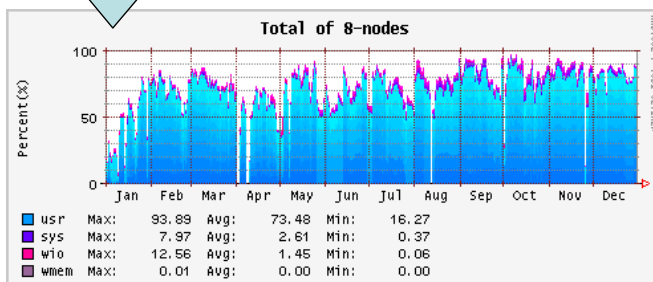 Total of 8-nodes
Percent(%)
100
50
0
Jan Feb Mar Apr May Jun Jul Aug Sep Oct Nov Dec
usr Max: 93.89 Avg: 73.48 Min: 16.27
sys Max: 7.97 Avg: 2.61 Min: 0.37
wio Max: 12.56 Avg: 1.45 Min: 0.06
wmem Max: 0.01 Avg: 0.00 Min: 0.00